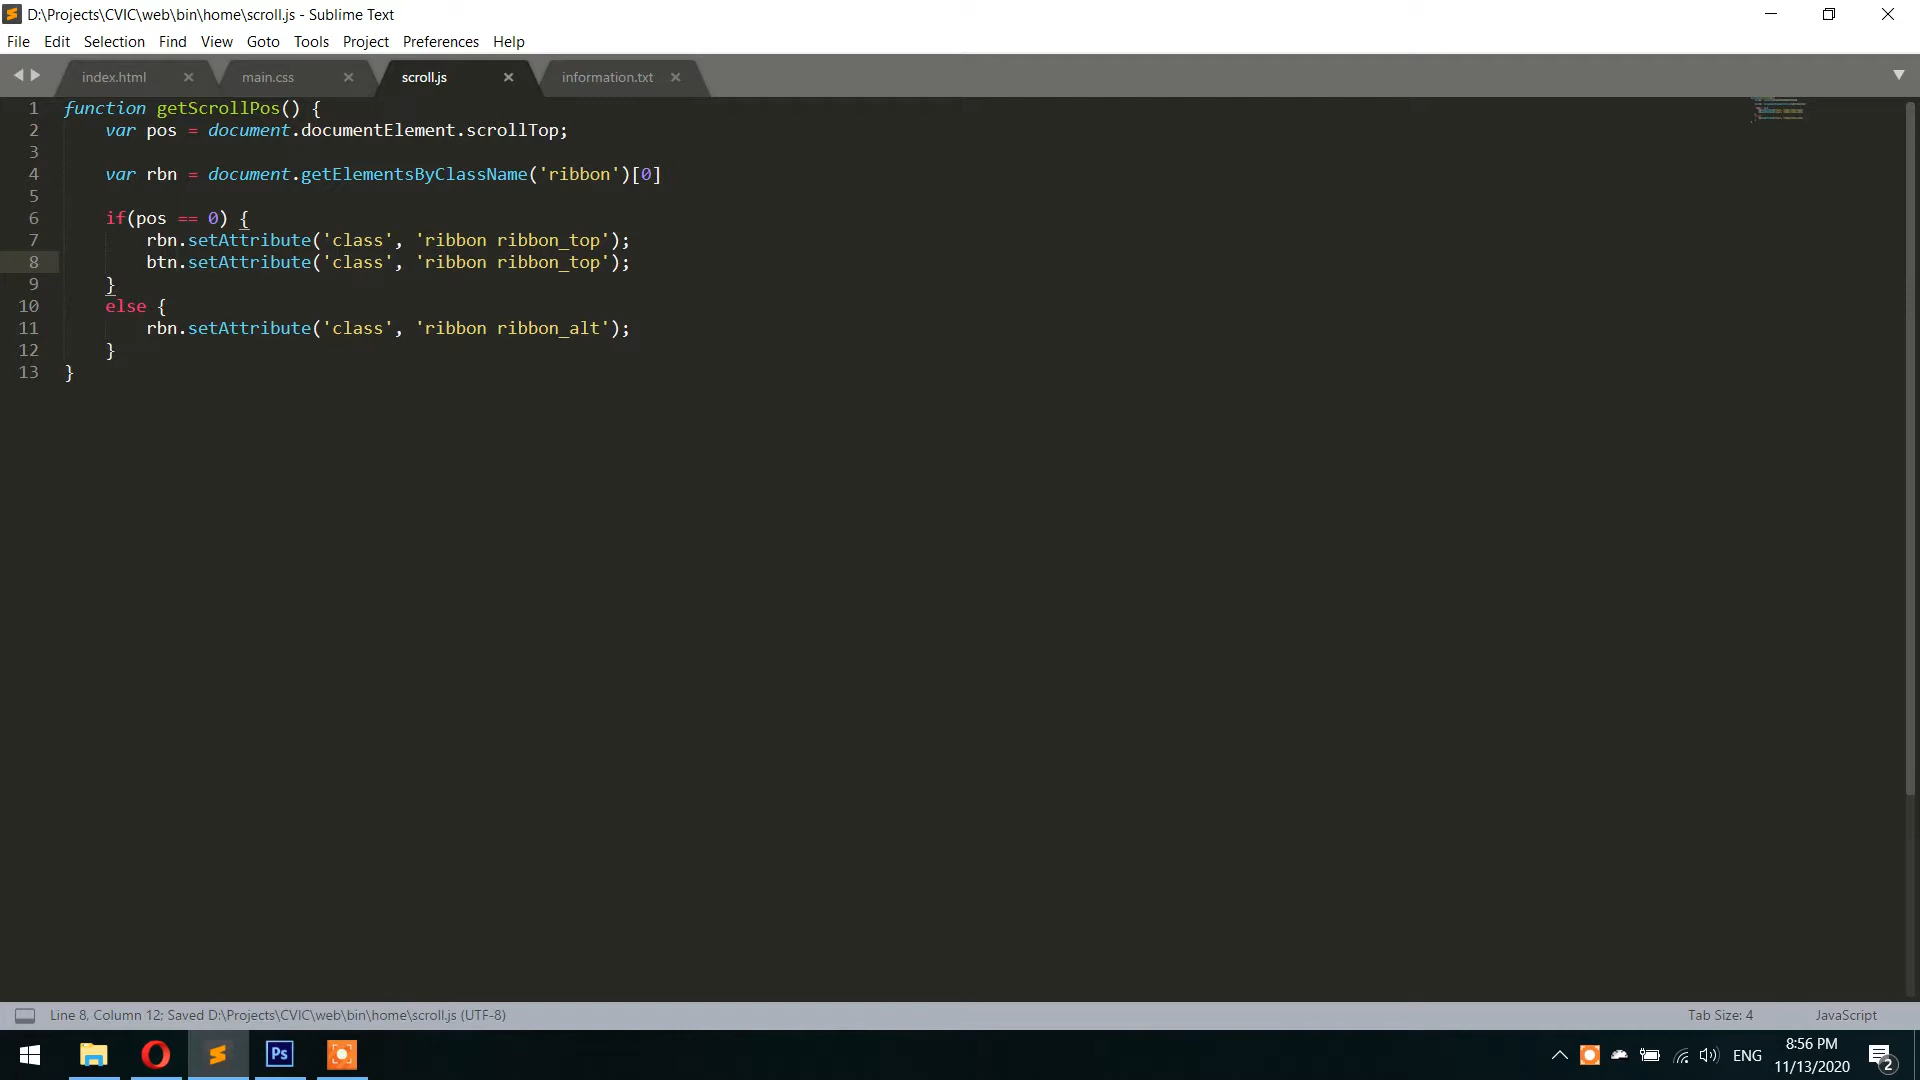 D:\Projects\CVIC\web\bin\home\scroll.js - Sublime Text
File Edit Selection Find View Goto Tools Project Preferences Help
index.html main.css scroll.js information.txt
1 function getScrollPos() {
2 var pos = document.documentElement.scrollTop;
3
4 var rbn = document.getElementsByClassName('ribbon')[0]
5
6 if(pos == 0) {
7 rbn.setAttribute('class', 'ribbon ribbon_top');
8 btn.setAttribute('class', 'ribbon ribbon_top');
9 }
10 else {
11 rbn.setAttribute('class', 'ribbon ribbon_alt');
12 }
13 }
Line 8, Column 12; Saved D:\Projects\CVIC\web\bin\home\scroll.js (UTF-8) Tab Size: 4 JavaScript
Ps ENG 8:56 PM 2
11/13/2020